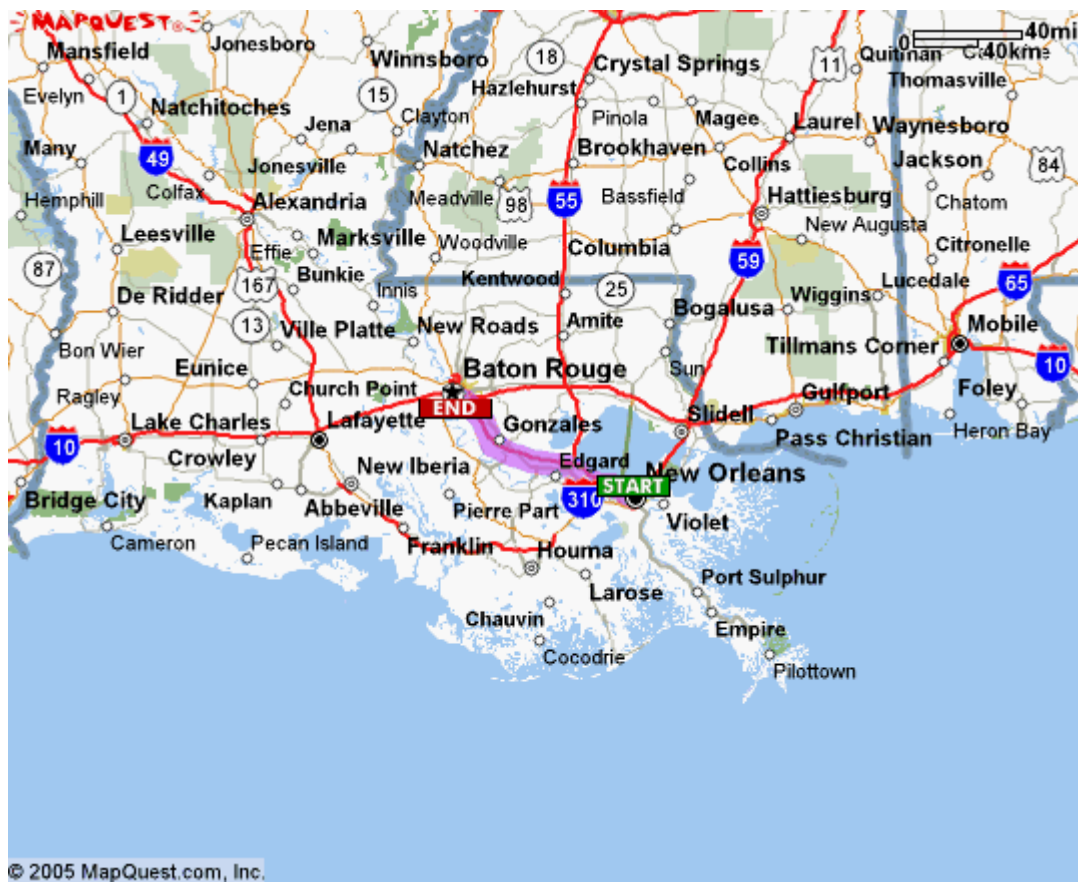 MAPQUEST
40mi
0
40kms
Mansfield
Jonesboro
Winnsboro
18
Crystal Springs
11
Quitman
Evelyn
1
Natchitoches
15
Hazlehurst
Thomasville
Clayton
Pinola
Magee
Laurel
Waynesboro
Many
49
Jena
Jonesville
Natchez
Brookhaven
Collins
Jackson
84
Hemphill
Colfax
Alexandria
Meadville
98
55
Bassfield
Hattiesburg
Chatom
Leesville
Effie
Marksville
Woodville
Columbia
New Augusta
Citronelle
87
167
Bunkie
Kentwood
25
59
Lucedale
65
De Ridder
Innis
Bogalusa
Wiggins
13
Ville Platte
New Roads
Amite
Mobile
Bon Wier
Tillmans Corner
Eunice
Baton Rouge
Sun
10
Ragley
Church Point
END
Gulfport
Foley
Lake Charles
Lafayette
Gonzales
Slidell
Heron Bay
10
Crowley
Pass Christian
New Iberia
Edgard
New Orleans
Bridge City
Kaplan
Abbeville
Pierre Part
310
START
Violet
Cameron
Pecan Island
Franklin
Houma
Larose
Port Sulphur
Chauvin
Empire
Cocodrie
Pilottown
© 2005 MapQuest.com, Inc.